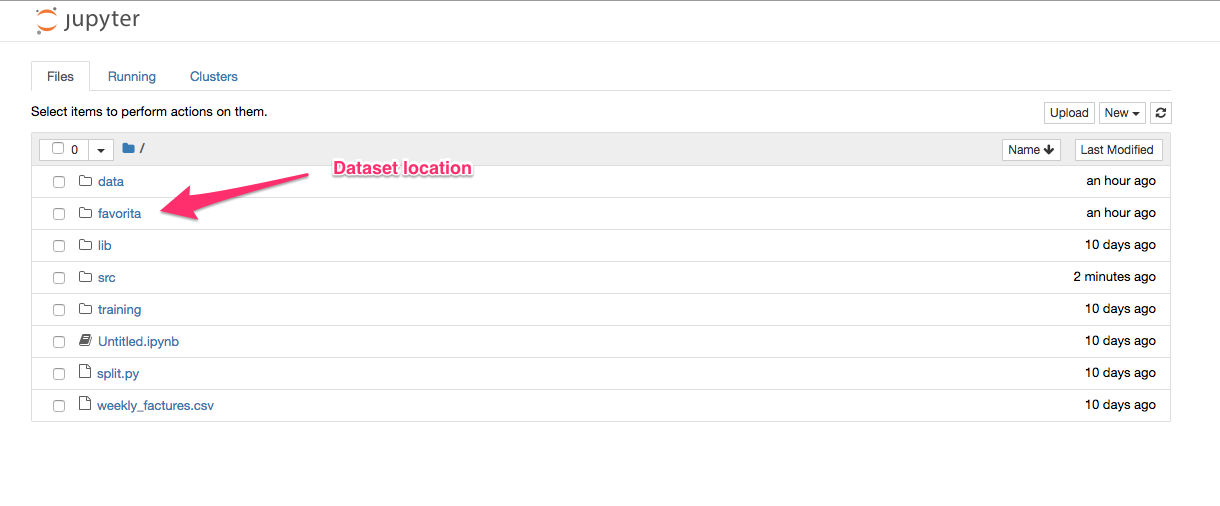 jupyter
Files Running Clusters
Select items to perform actions on them. Upload New
0 / Name Last Modified
Dataset location
data an hour ago
favorita an hour ago
lib 10 days ago
src 2 minutes ago
training 10 days ago
Untitled.ipynb 10 days ago
split.py 10 days ago
weekly_factures.csv 10 days ago